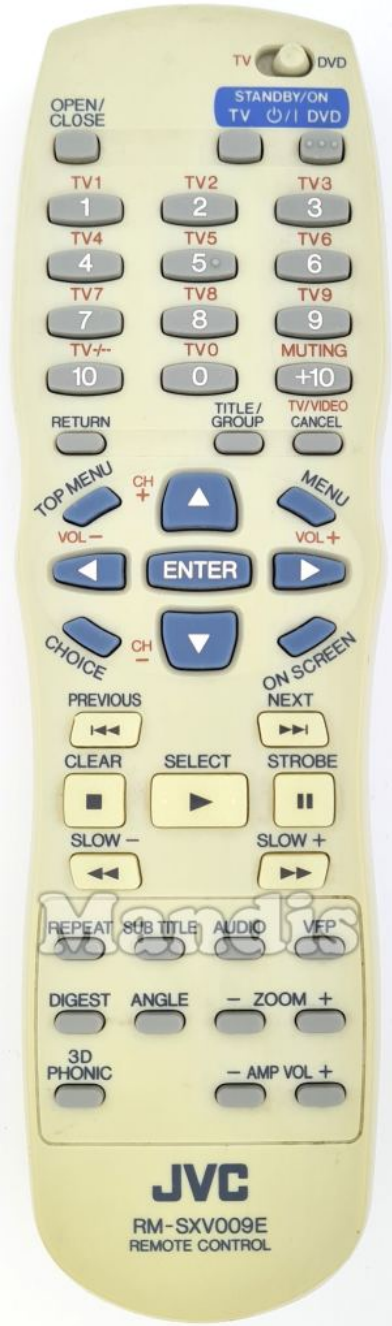 TV DVD
OPEN/
CLOSE
STANDBY/ON
TV ⏻/I DVD
TV1 TV2 TV3
1 2 3
TV4 TV5 TV6
4 5 6
TV7 TV8 TV9
7 8 9
TV-/-- TV0 MUTING
10 0 +10
RETURN
TITLE/
GROUP
TV/VIDEO
CANCEL
TOP MENU
CH
+
MENU
VOL −
ENTER
VOL +
CHOICE
CH
−
ON SCREEN
PREVIOUS NEXT
CLEAR SELECT STROBE
SLOW − SLOW +
Mandis
REPEAT SUB TITLE AUDIO VFP
DIGEST ANGLE − ZOOM +
3D
PHONIC
− AMP VOL +
JVC
RM-SXV009E
REMOTE CONTROL